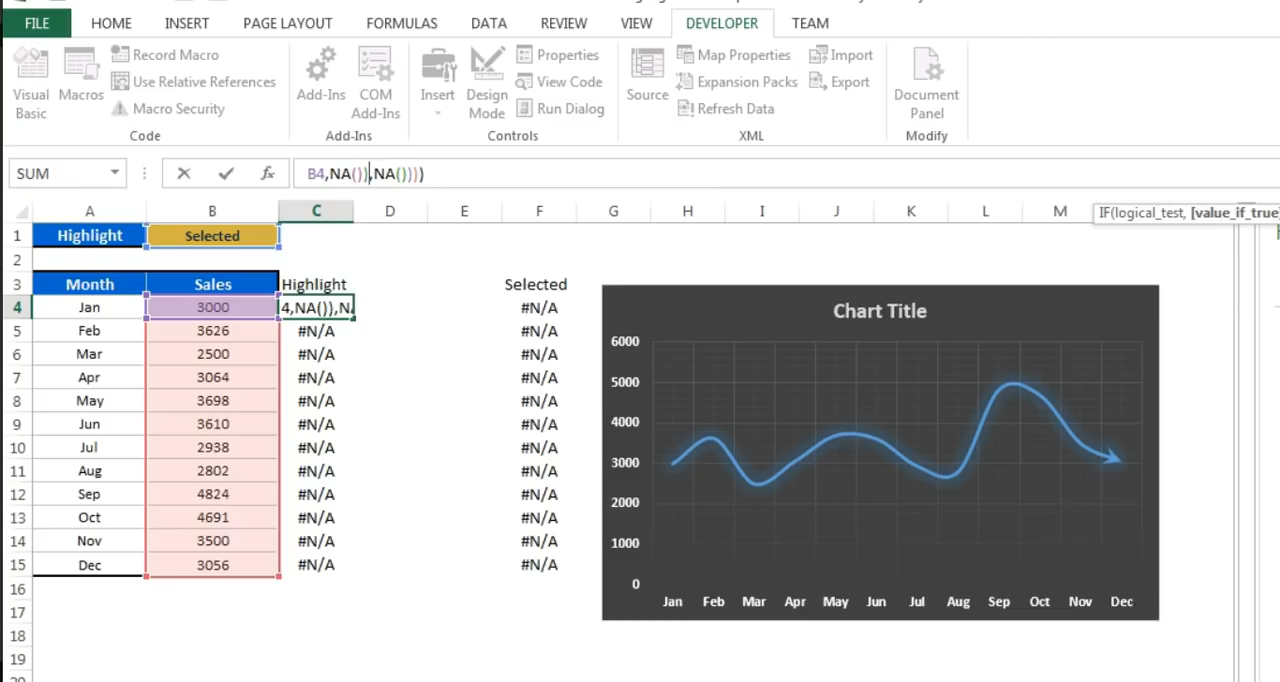 FILE HOME INSERT PAGE LAYOUT FORMULAS DATA REVIEW VIEW DEVELOPER TEAM
Visual Basic
Macros
Record Macro
Use Relative References
Macro Security
Code
Add-Ins
COM Add-Ins
Add-Ins
Insert
Design Mode
Properties
View Code
Run Dialog
Controls
Source
Map Properties
Expansion Packs
Refresh Data
Import
Export
XML
Document Panel
Modify
SUM fx B4,NA()),NA())))
A B C D E F G H I J K L M
IF(logical_test, [value_if_true]
1 Highlight Selected
2
3 Month Sales Highlight Selected
4 Jan 3000 4,NA()),N #N/A
5 Feb 3626 #N/A #N/A
6 Mar 2500 #N/A #N/A
7 Apr 3064 #N/A #N/A
8 May 3698 #N/A #N/A
9 Jun 3610 #N/A #N/A
10 Jul 2938 #N/A #N/A
11 Aug 2802 #N/A #N/A
12 Sep 4824 #N/A #N/A
13 Oct 4691 #N/A #N/A
14 Nov 3500 #N/A #N/A
15 Dec 3056 #N/A #N/A
16
17
18
19
Chart Title
6000
5000
4000
3000
2000
1000
0
Jan Feb Mar Apr May Jun Jul Aug Sep Oct Nov Dec